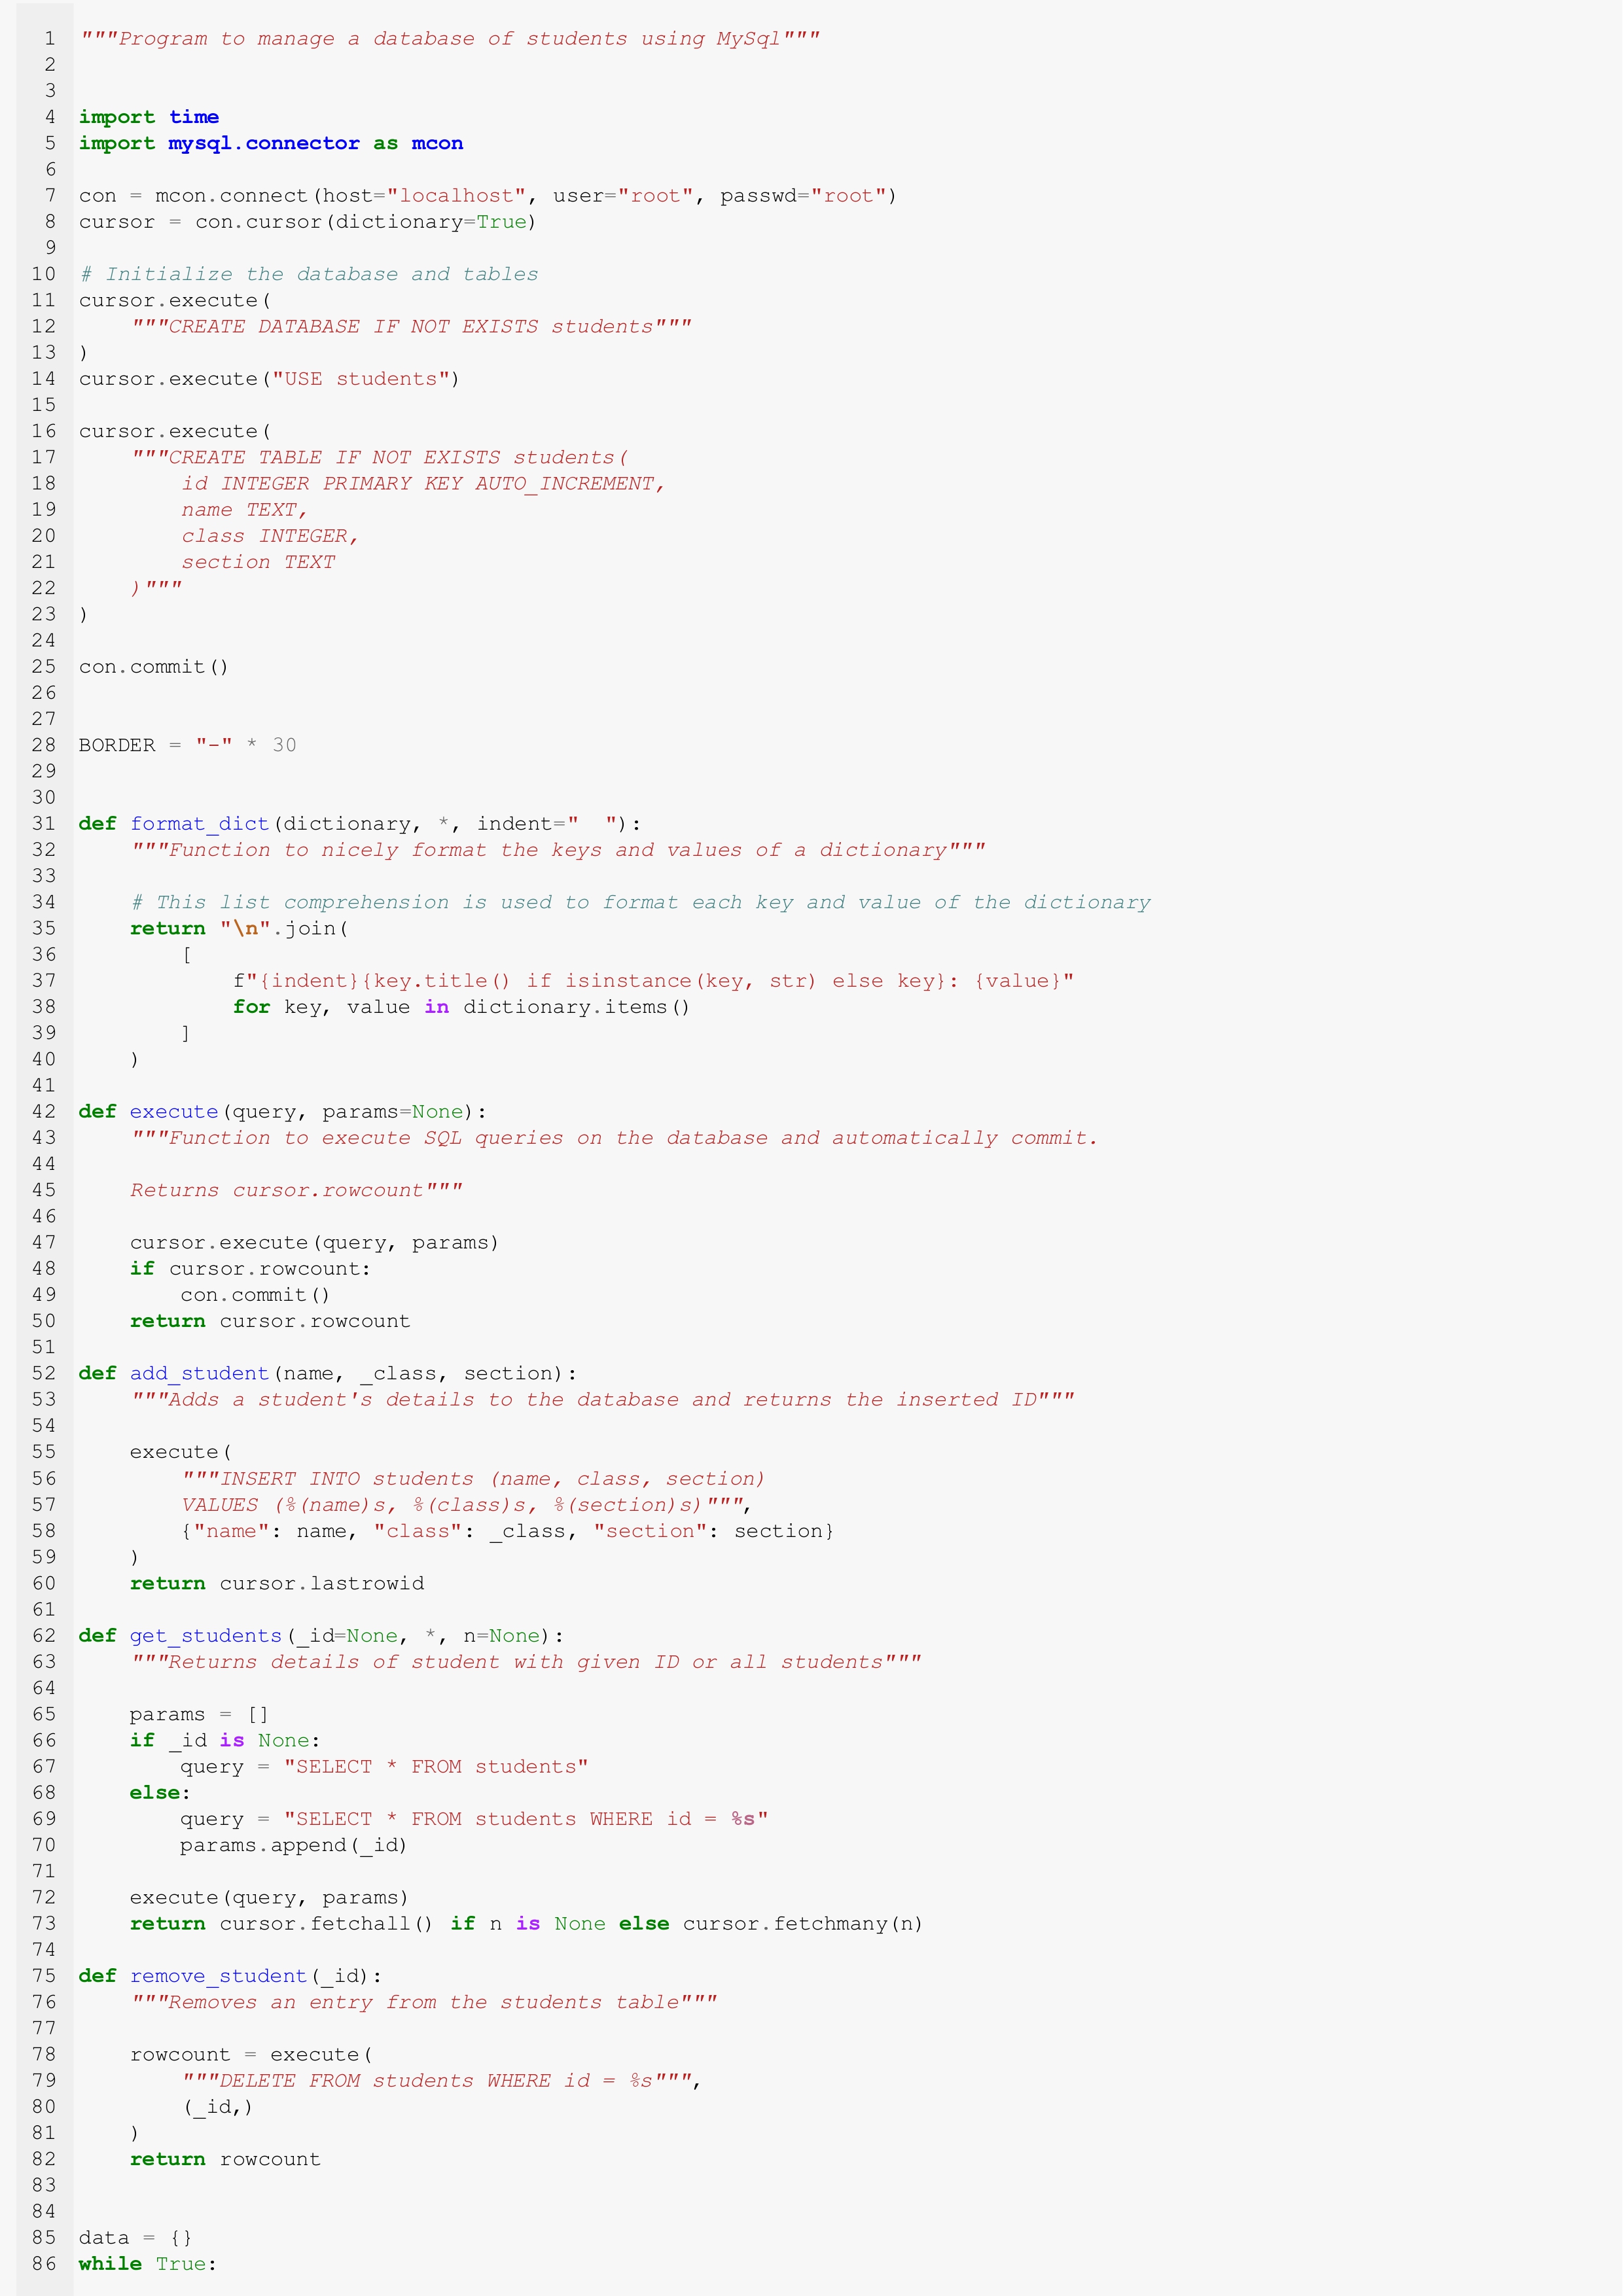 1 """Program to manage a database of students using MySql"""
2
3
4 import time
5 import mysql.connector as mcon
6
7 con = mcon.connect(host="localhost", user="root", passwd="root")
8 cursor = con.cursor(dictionary=True)
9
10 # Initialize the database and tables
11 cursor.execute(
12     """CREATE DATABASE IF NOT EXISTS students"""
13 )
14 cursor.execute("USE students")
15
16 cursor.execute(
17     """CREATE TABLE IF NOT EXISTS students(
18         id INTEGER PRIMARY KEY AUTO_INCREMENT,
19         name TEXT,
20         class INTEGER,
21         section TEXT
22     )"""
23 )
24
25 con.commit()
26
27
28 BORDER = "-" * 30
29
30
31 def format_dict(dictionary, *, indent="  "):
32     """Function to nicely format the keys and values of a dictionary"""
33
34     # This list comprehension is used to format each key and value of the dictionary
35     return "\n".join(
36         [
37             f"{indent}{key.title() if isinstance(key, str) else key}: {value}"
38             for key, value in dictionary.items()
39         ]
40     )
41
42 def execute(query, params=None):
43     """Function to execute SQL queries on the database and automatically commit.
44
45     Returns cursor.rowcount"""
46
47     cursor.execute(query, params)
48     if cursor.rowcount:
49         con.commit()
50     return cursor.rowcount
51
52 def add_student(name, _class, section):
53     """Adds a student's details to the database and returns the inserted ID"""
54
55     execute(
56         """INSERT INTO students (name, class, section)
57         VALUES (%(name)s, %(class)s, %(section)s)""",
58         {"name": name, "class": _class, "section": section}
59     )
60     return cursor.lastrowid
61
62 def get_students(_id=None, *, n=None):
63     """Returns details of student with given ID or all students"""
64
65     params = []
66     if _id is None:
67         query = "SELECT * FROM students"
68     else:
69         query = "SELECT * FROM students WHERE id = %s"
70         params.append(_id)
71
72     execute(query, params)
73     return cursor.fetchall() if n is None else cursor.fetchmany(n)
74
75 def remove_student(_id):
76     """Removes an entry from the students table"""
77
78     rowcount = execute(
79         """DELETE FROM students WHERE id = %s""",
80         (_id,)
81     )
82     return rowcount
83
84
85 data = {}
86 while True: